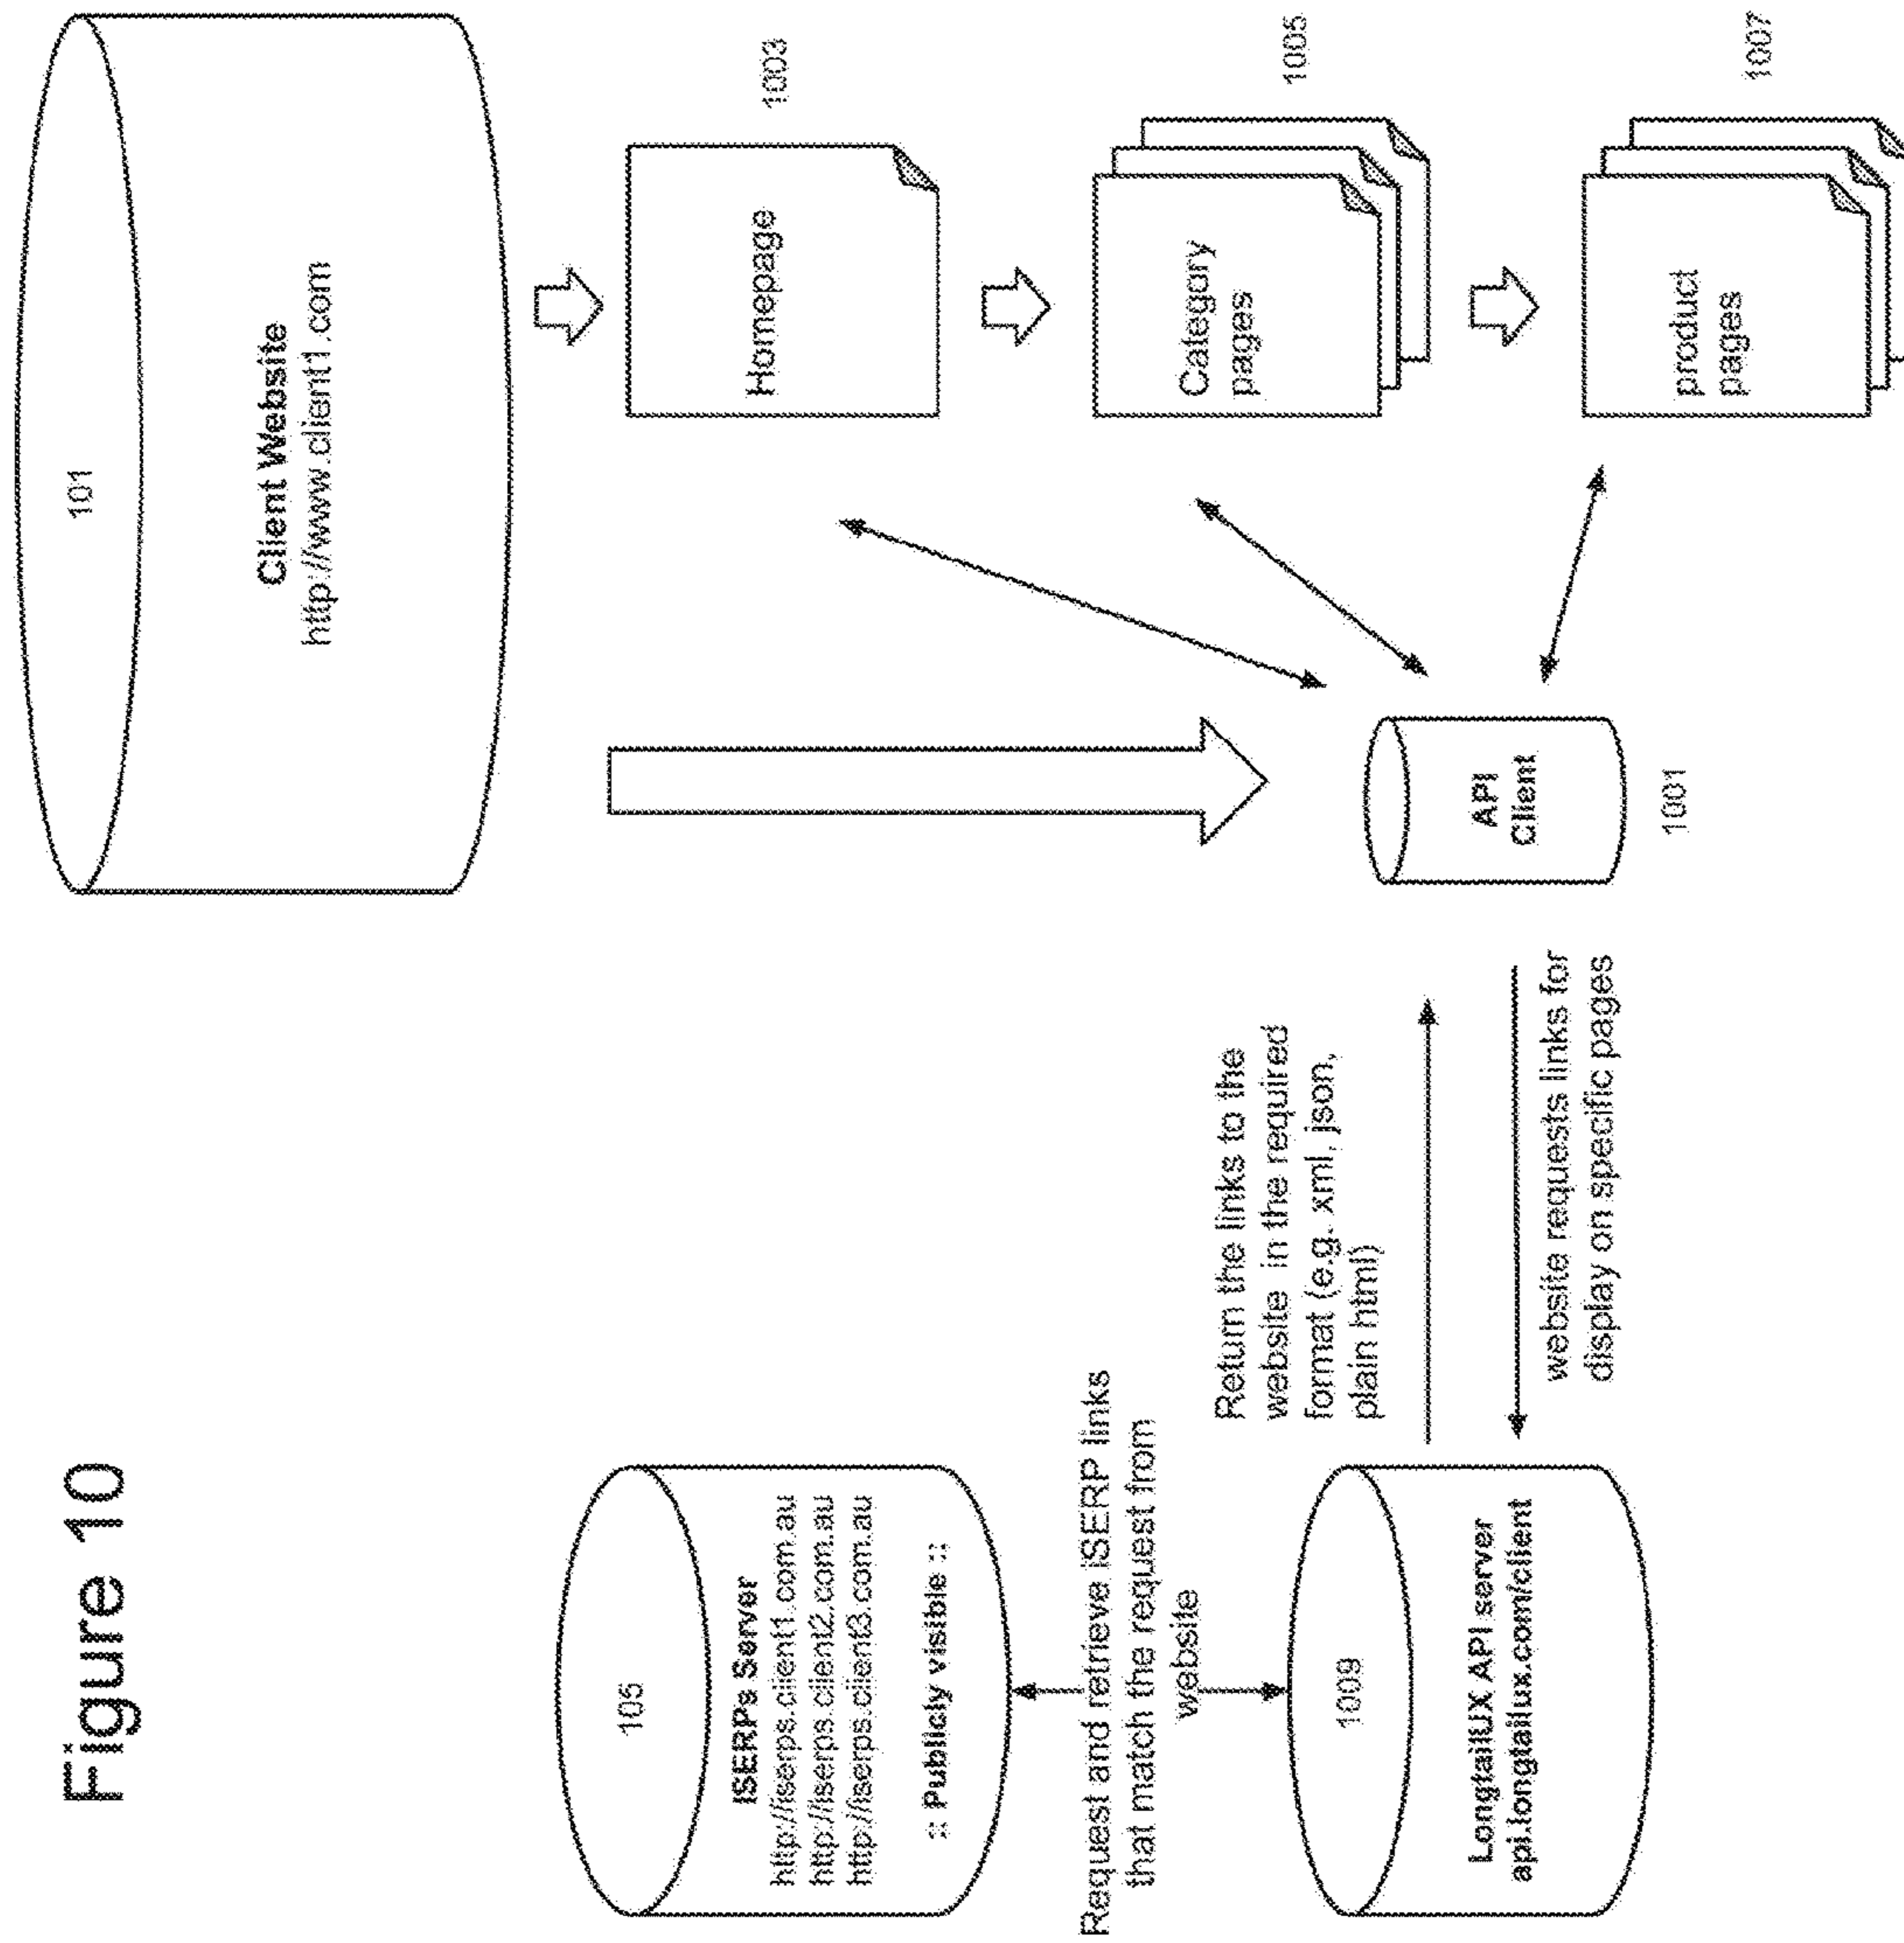 Figure 10
101
Client Website
http://www.client1.com
105
ISERPs Server
http://iserps.client1.com.au
http://iserps.client2.com.au
http://iserps.client3.com.au
:: Publicly visible ::
Homepage
1003
Request and retrieve iSERP links
that match the request from
website
Return the links to the
website in the required
format (e.g. xml, json,
plain html)
Category
pages
1005
1009
LongtailUX API server
api.longtailux.com/client
website requests links for
display on specific pages
API
Client
1001
product
pages
1007